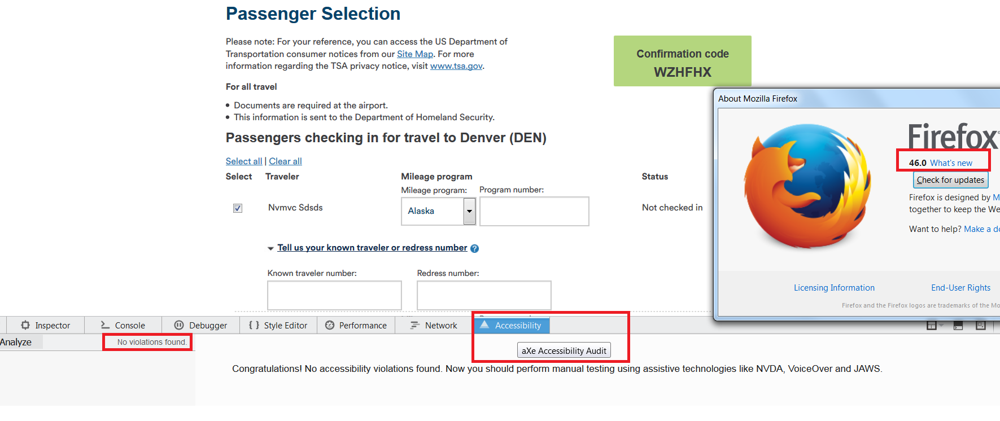 Passenger Selection
Please note: For your reference, you can access the US Department of
Transportation consumer notices from our Site Map. For more
information regarding the TSA privacy notice, visit www.tsa.gov.
Confirmation code
WZHFHX
For all travel
• Documents are required at the airport.
• This information is sent to the Department of Homeland Security.
Passengers checking in for travel to Denver (DEN)
Select all | Clear all
Select Traveler Mileage program Status
Mileage program: Program number:
Nvmvc Sdsds Alaska Not checked in
Tell us your known traveler or redress number ?
Known traveler number: Redress number:
About Mozilla Firefox
Firefox
46.0 What's new
Check for updates
Firefox is designed by M
together to keep the We
Want to help? Make a do
Licensing Information End-User Rights
Firefox and the Firefox logos are trademarks of the Mo
Inspector Console Debugger { } Style Editor Performance Network Accessibility
Analyze No violations found.
aXe Accessibility Audit
Congratulations! No accessibility violations found. Now you should perform manual testing using assistive technologies like NVDA, VoiceOver and JAWS.